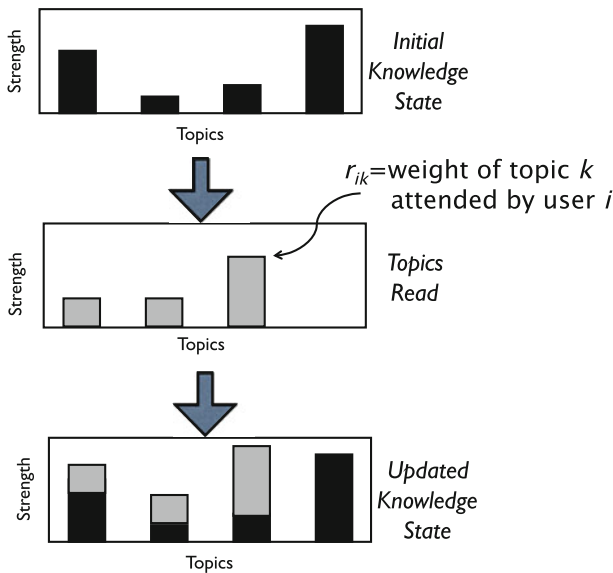 Strength
Initial
Knowledge
State
Topics
r_ik=weight of topic k
attended by user i
Strength
Topics
Read
Topics
Strength
Updated
Knowledge
State
Topics